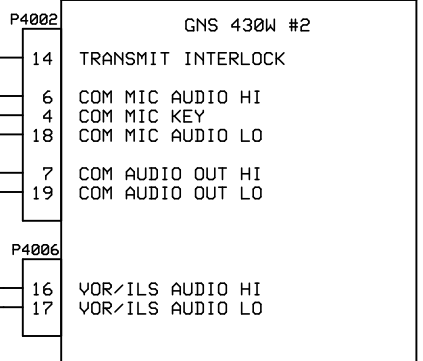 P4002
GNS 430W #2
14 TRANSMIT INTERLOCK
6 COM MIC AUDIO HI
4 COM MIC KEY
18 COM MIC AUDIO LO
7 COM AUDIO OUT HI
19 COM AUDIO OUT LO
P4006
16 VOR/ILS AUDIO HI
17 VOR/ILS AUDIO LO